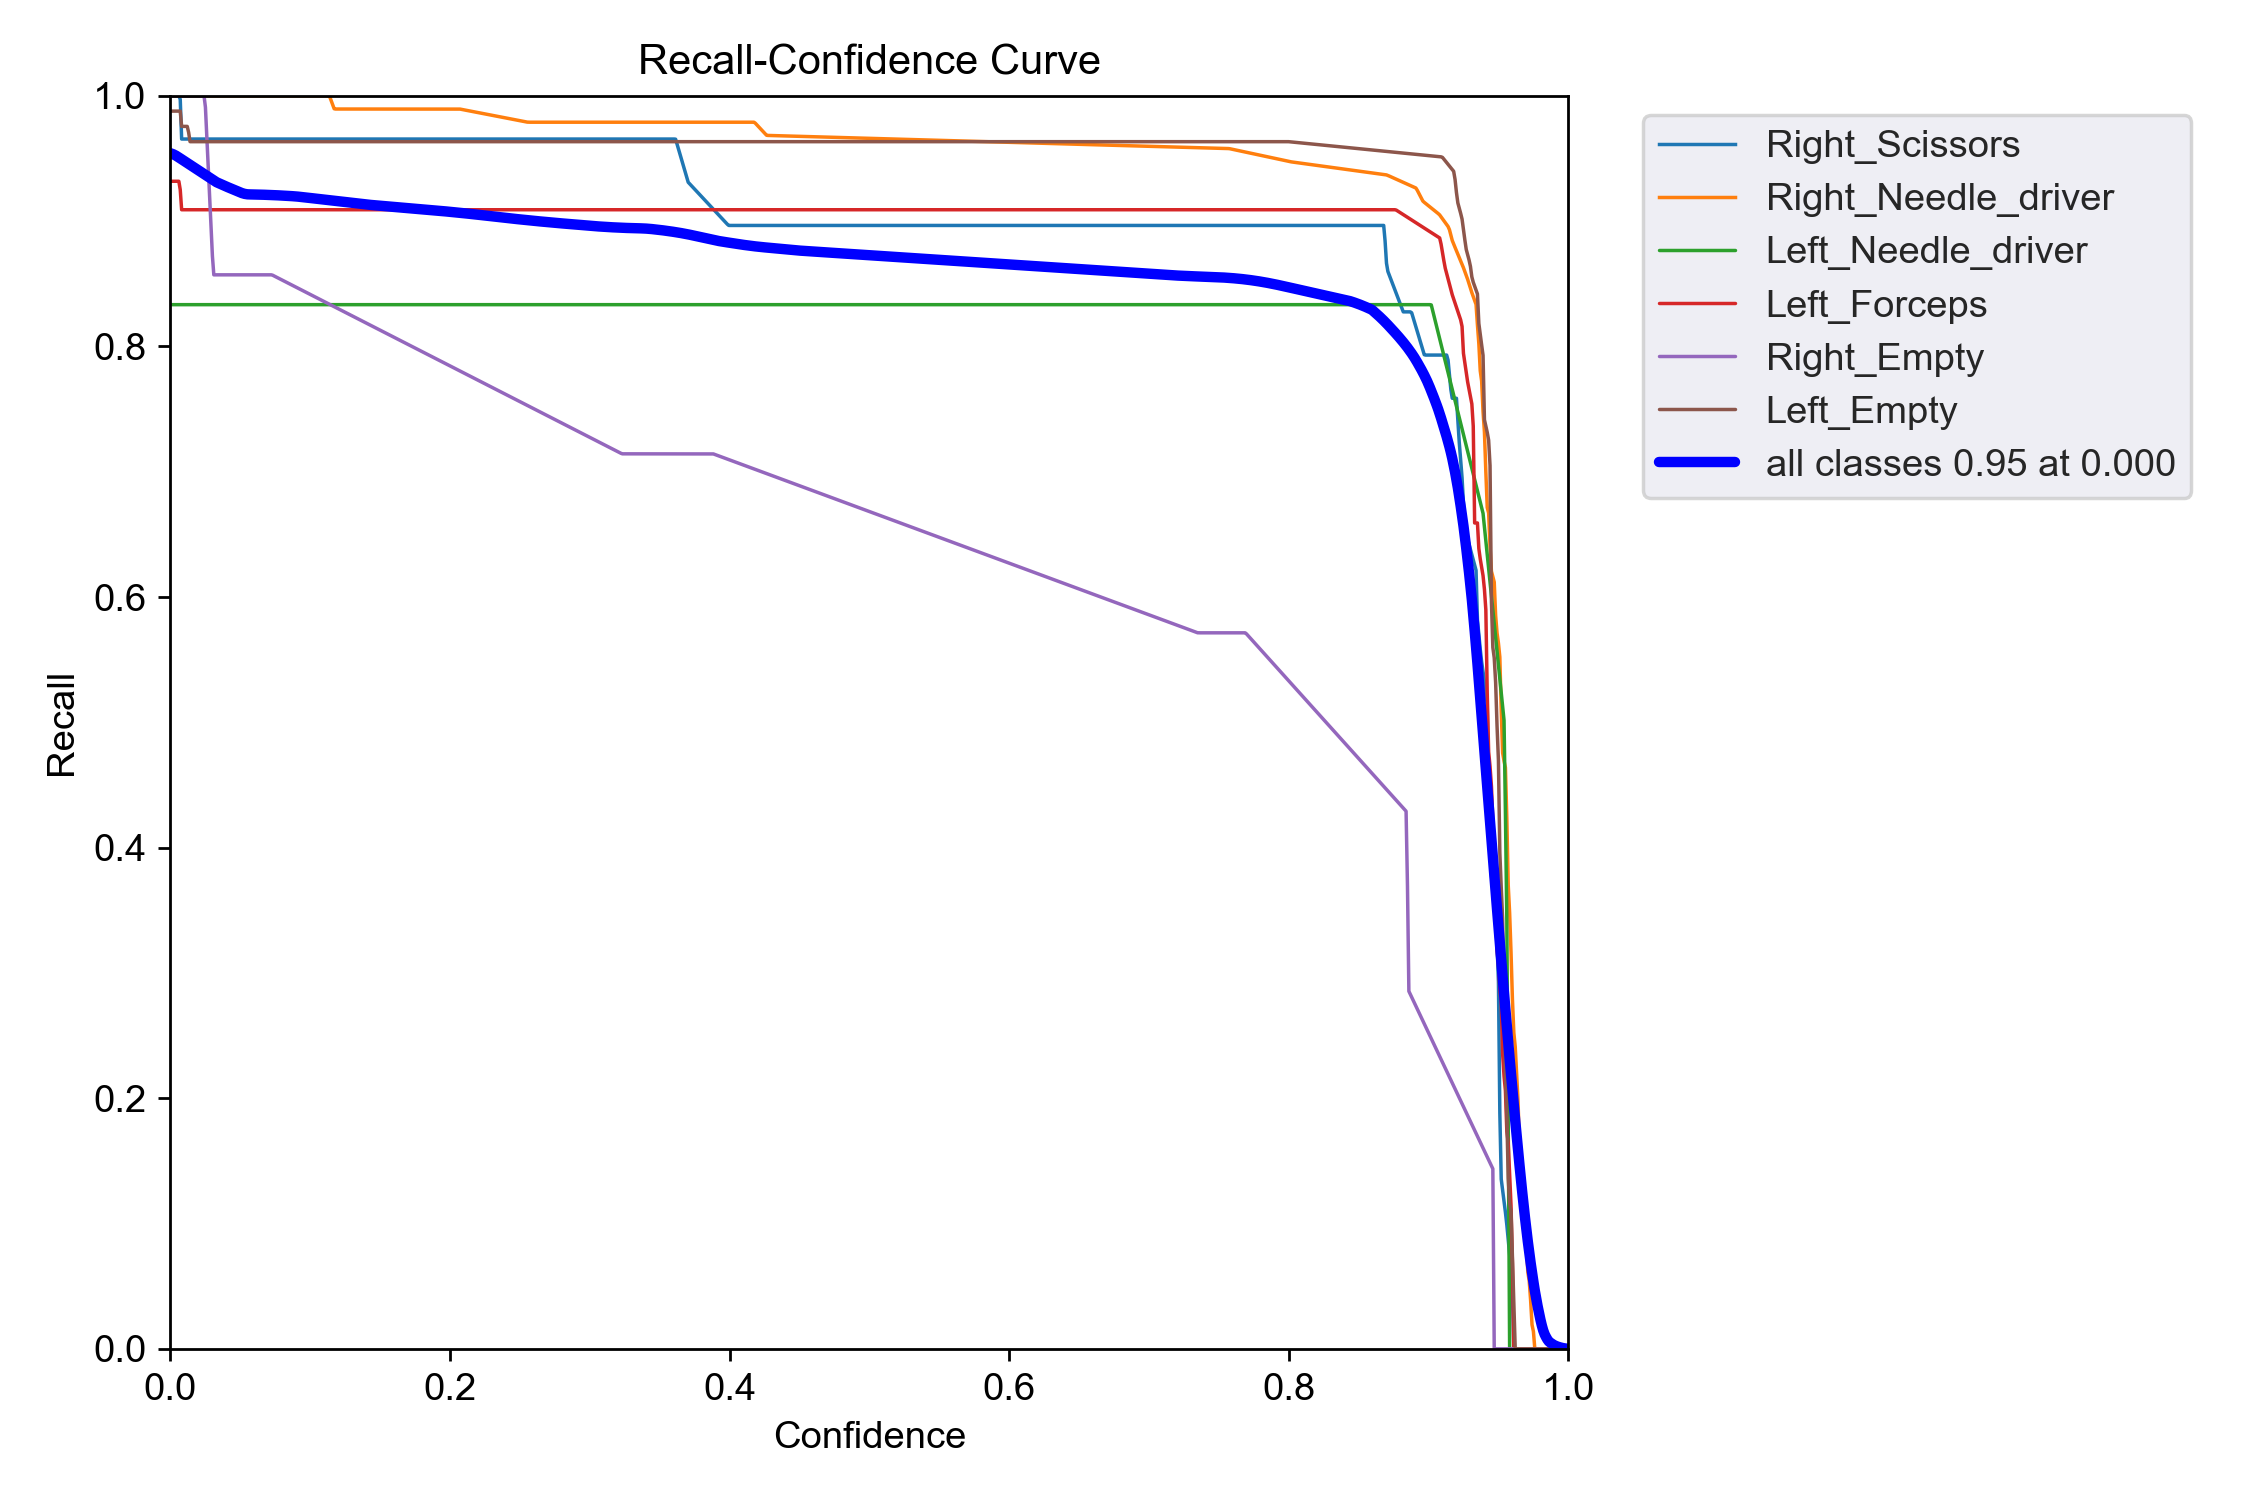 Recall-Confidence Curve
1.0
0.8
0.6
0.4
0.2
0.0
Recall
0.0 0.2 0.4 0.6 0.8 1.0
Confidence
Right_Scissors
Right_Needle_driver
Left_Needle_driver
Left_Forceps
Right_Empty
Left_Empty
all classes 0.95 at 0.000